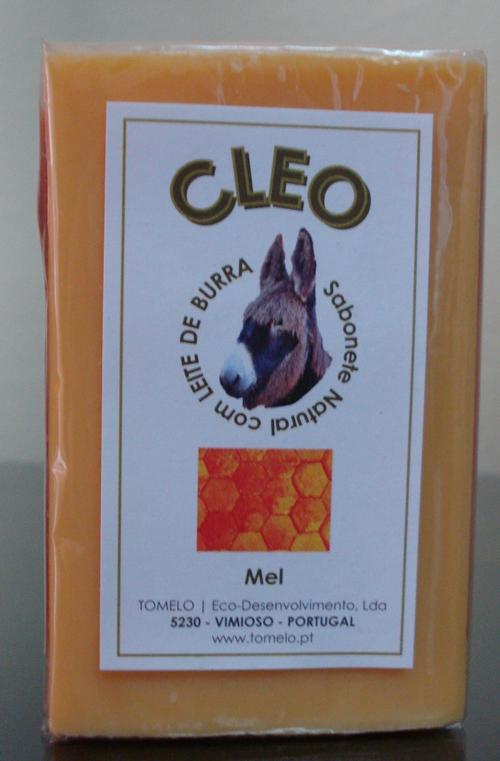 CLEO
Sabonete Natural com LEITE DE BURRA
Mel
TOMELO | Eco-Desenvolvimento, Lda
5230 - VIMIOSO - PORTUGAL
www.tomelo.pt